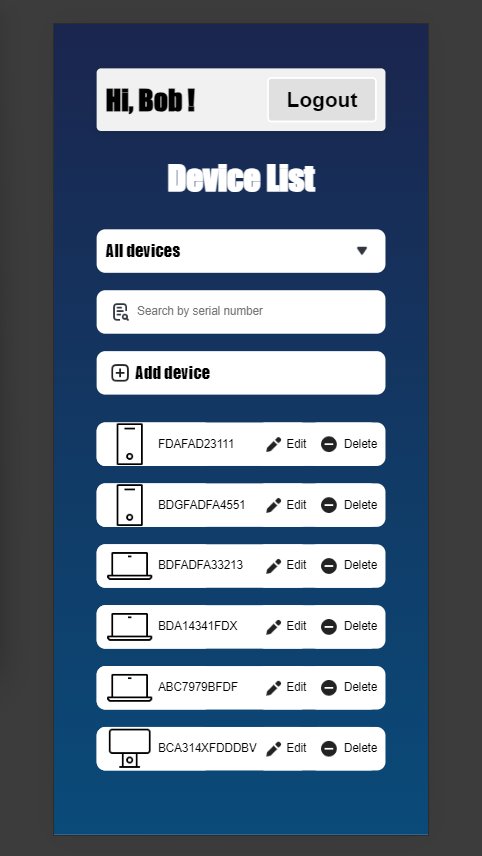 Hi, Bob !
Logout
Device List
All devices
Search by serial number
Add device
FDAFAD23111 Edit Delete
BDGFADFA4551 Edit Delete
BDFADFA33213 Edit Delete
BDA14341FDX Edit Delete
ABC7979BFDF Edit Delete
BCA314XFDDDBV Edit Delete